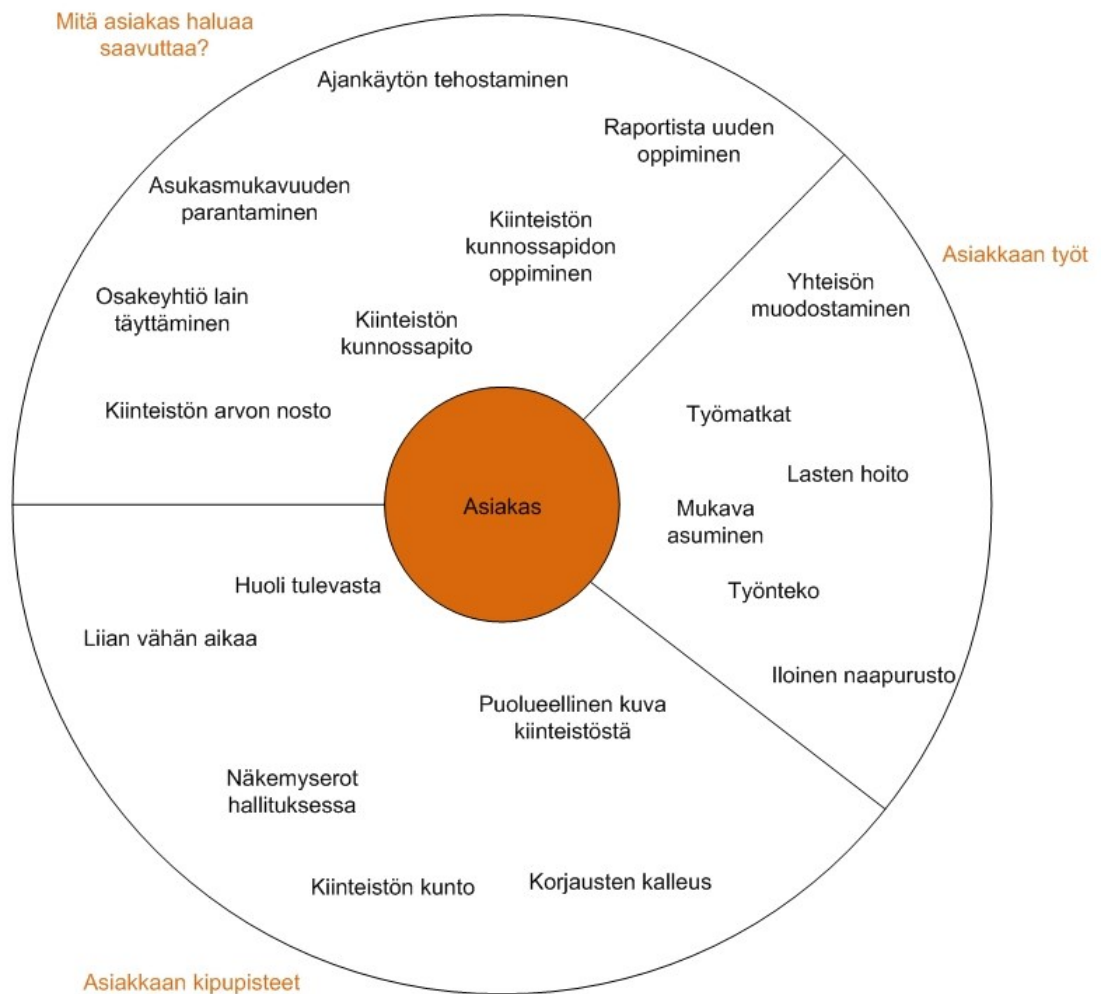 Mitä asiakas haluaa
saavuttaa?
Ajankäytön tehostaminen
Raportista uuden
oppiminen
Asukasmukavuuden
parantaminen
Kiinteistön
kunnossapidon
oppiminen
Osakeyhtiö lain
täyttäminen
Kiinteistön
kunnossapito
Kiinteistön arvon nosto
Asiakkaan työt
Yhteisön
muodostaminen
Työmatkat
Lasten hoito
Mukava
asuminen
Työnteko
Iloinen naapurusto
Asiakas
Huoli tulevasta
Liian vähän aikaa
Puolueellinen kuva
kiinteistöstä
Näkemyserot
hallituksessa
Kiinteistön kunto
Korjausten kalleus
Asiakkaan kipupisteet